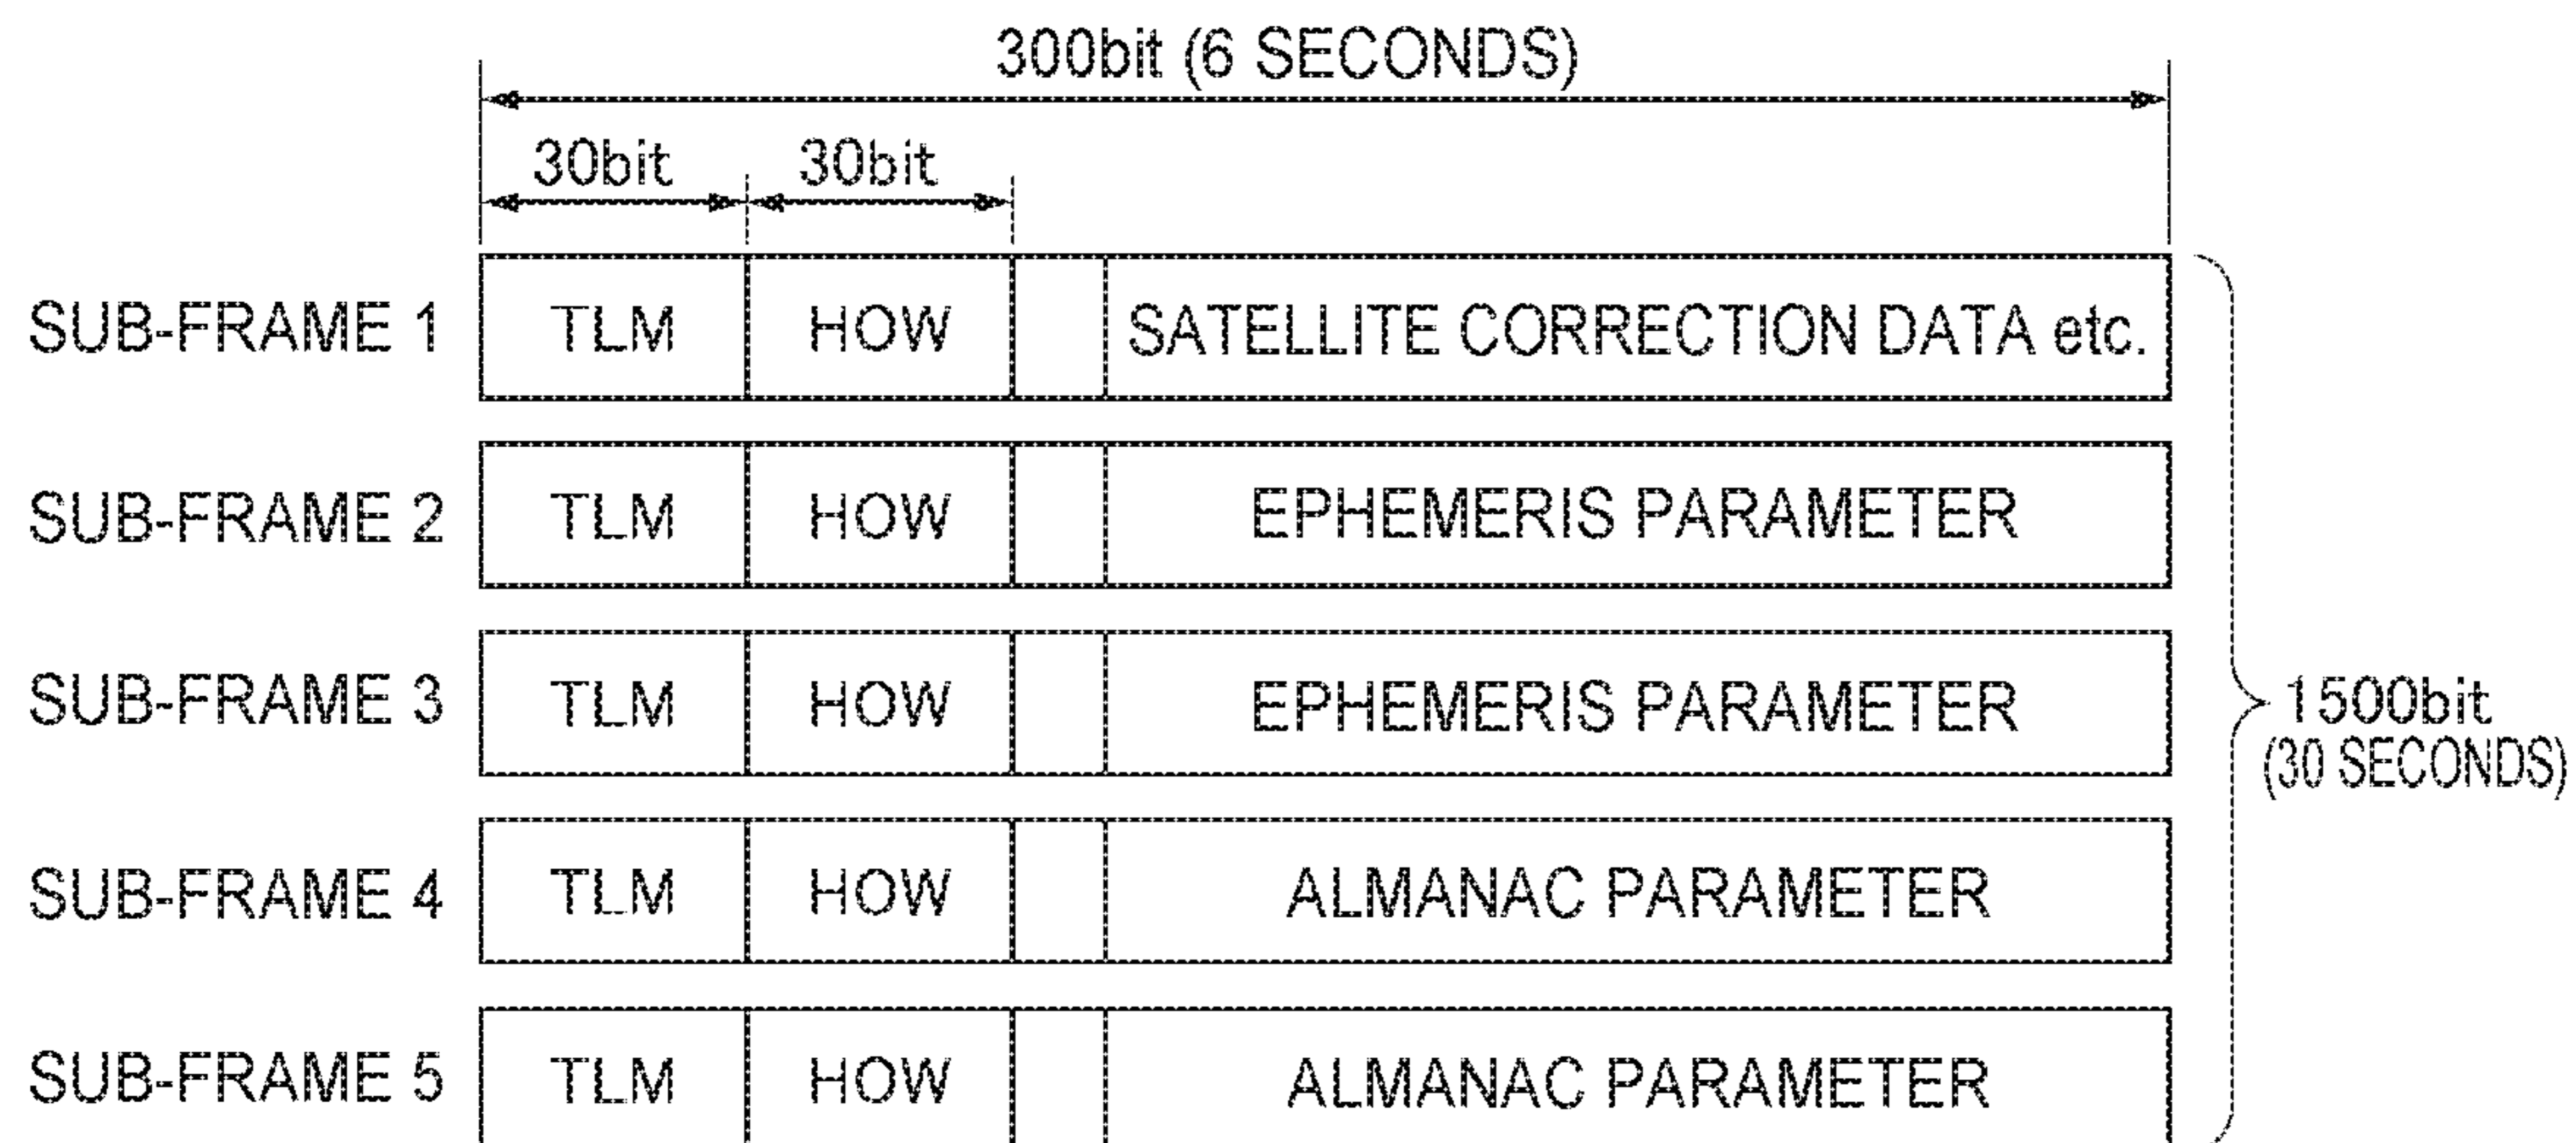 300bit (6 SECONDS)
30bit 30bit
SUB-FRAME 1 TLM HOW SATELLITE CORRECTION DATA etc.
SUB-FRAME 2 TLM HOW EPHEMERIS PARAMETER
SUB-FRAME 3 TLM HOW EPHEMERIS PARAMETER
1500bit
(30 SECONDS)
SUB-FRAME 4 TLM HOW ALMANAC PARAMETER
SUB-FRAME 5 TLM HOW ALMANAC PARAMETER